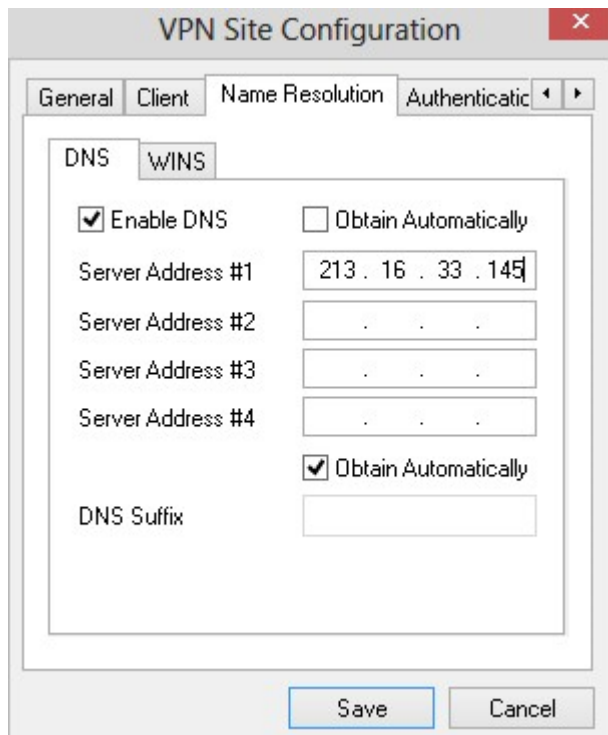 VPN Site Configuration
General Client Name Resolution Authenticatic
DNS WINS
Enable DNS Obtain Automatically
Server Address #1 213 . 16 . 33 . 145
Server Address #2 . . .
Server Address #3 . . .
Server Address #4 . . .
Obtain Automatically
DNS Suffix
Save Cancel